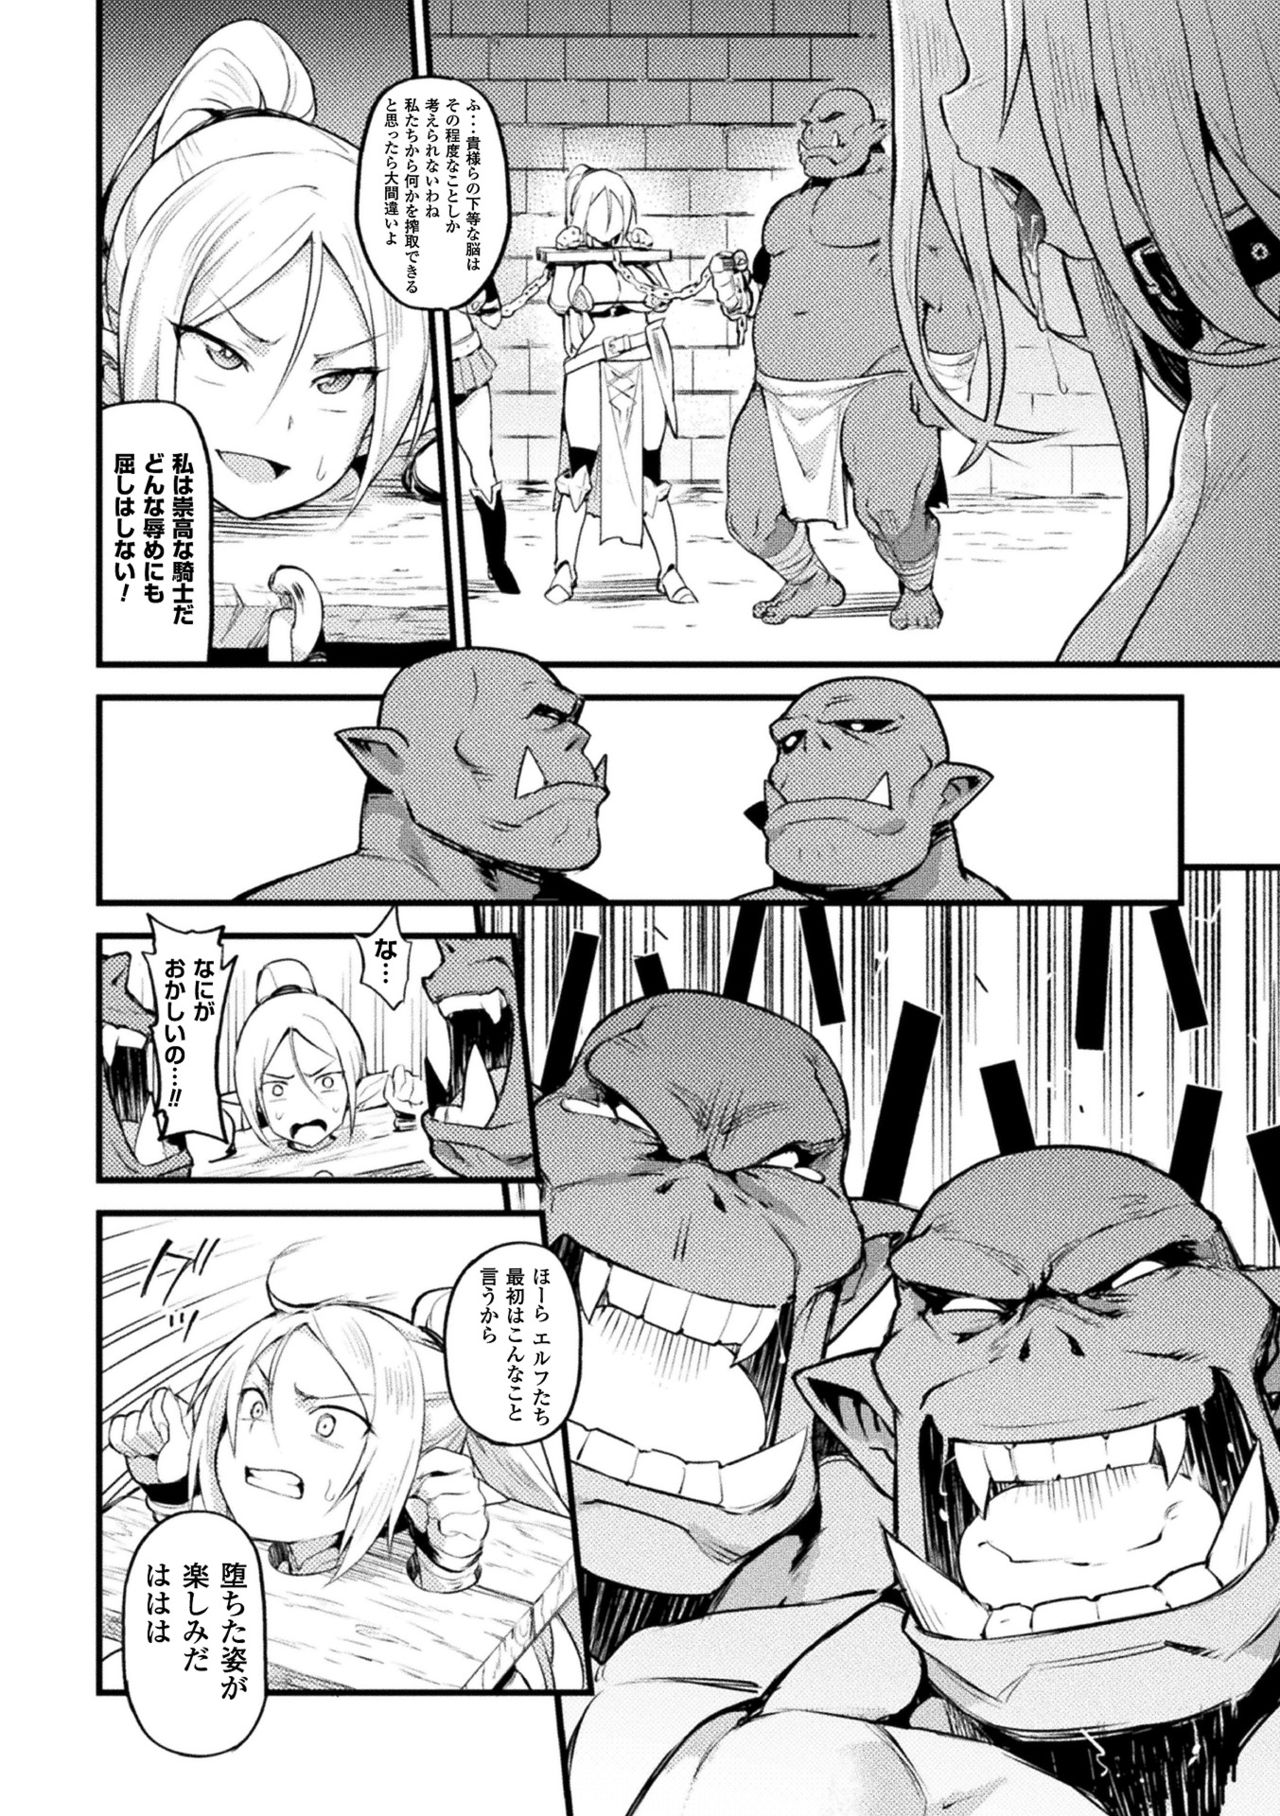 ふ…貴様らの下等な脳は
その程度なことしか
考えられないわね
私たちから何かを搾取できる
と思ったら大間違いよ
私は崇高な騎士だ
どんな辱めにも
屈しはしない！
な…
なにが
おかしいの…!!
ほーら エルフたち
最初はこんなこと
言うから
堕ちた姿が
楽しみだ
ははは